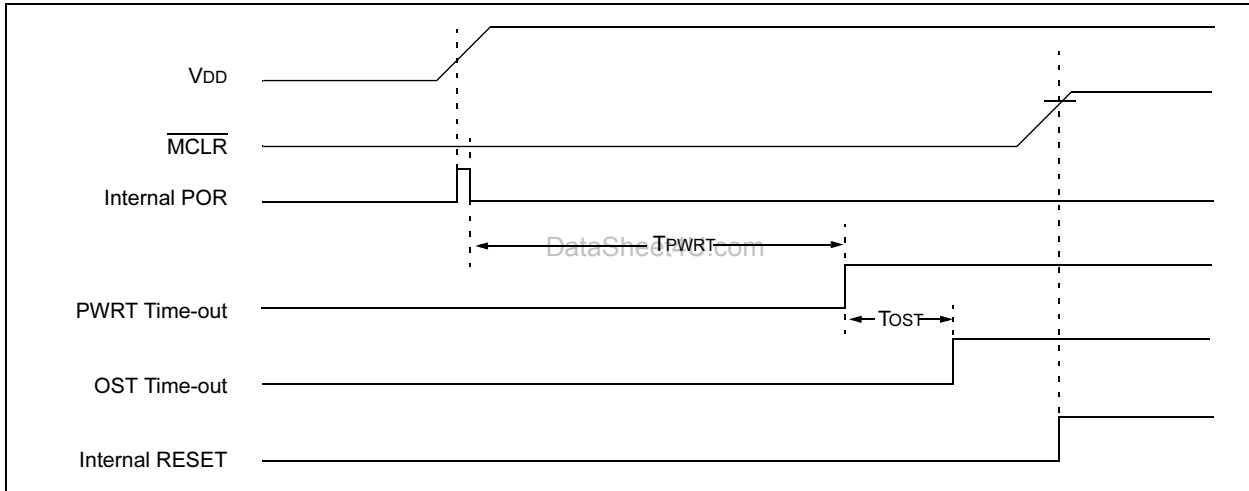 VDD
MCLR
Internal POR
DataSheet4U.com
TPWRT
PWRT Time-out
TOST
OST Time-out
Internal RESET